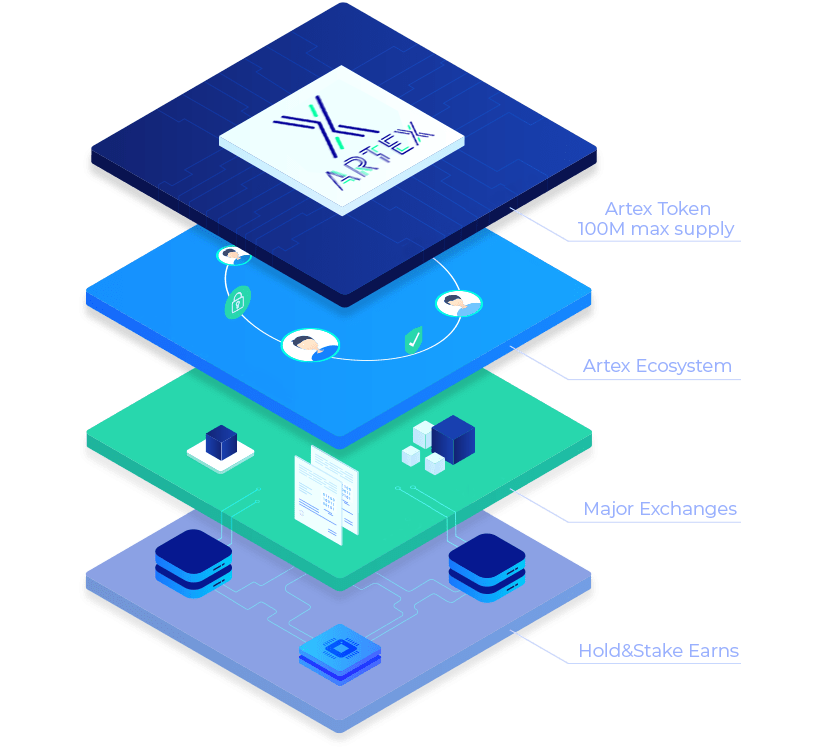 ARTEX
Artex Token
100M max supply
Artex Ecosystem
Major Exchanges
Hold&Stake Earns